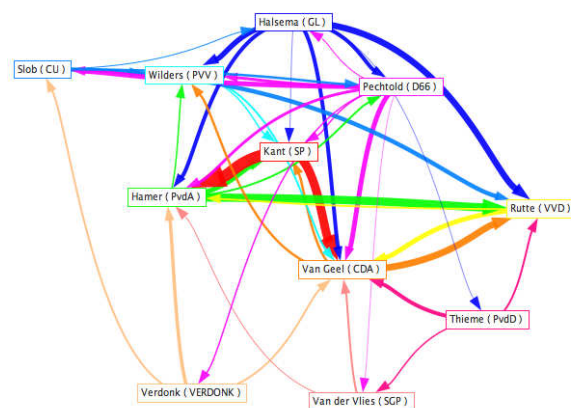 Halsema ( GL )
Slob ( CU )
Wilders ( PVV )
Pechtold ( D66 )
Kant ( SP )
Hamer ( PvdA )
Rutte ( VVD )
Van Geel ( CDA )
Thieme ( PvdD )
Verdonk ( VERDONK )
Van der Vlies ( SGP )